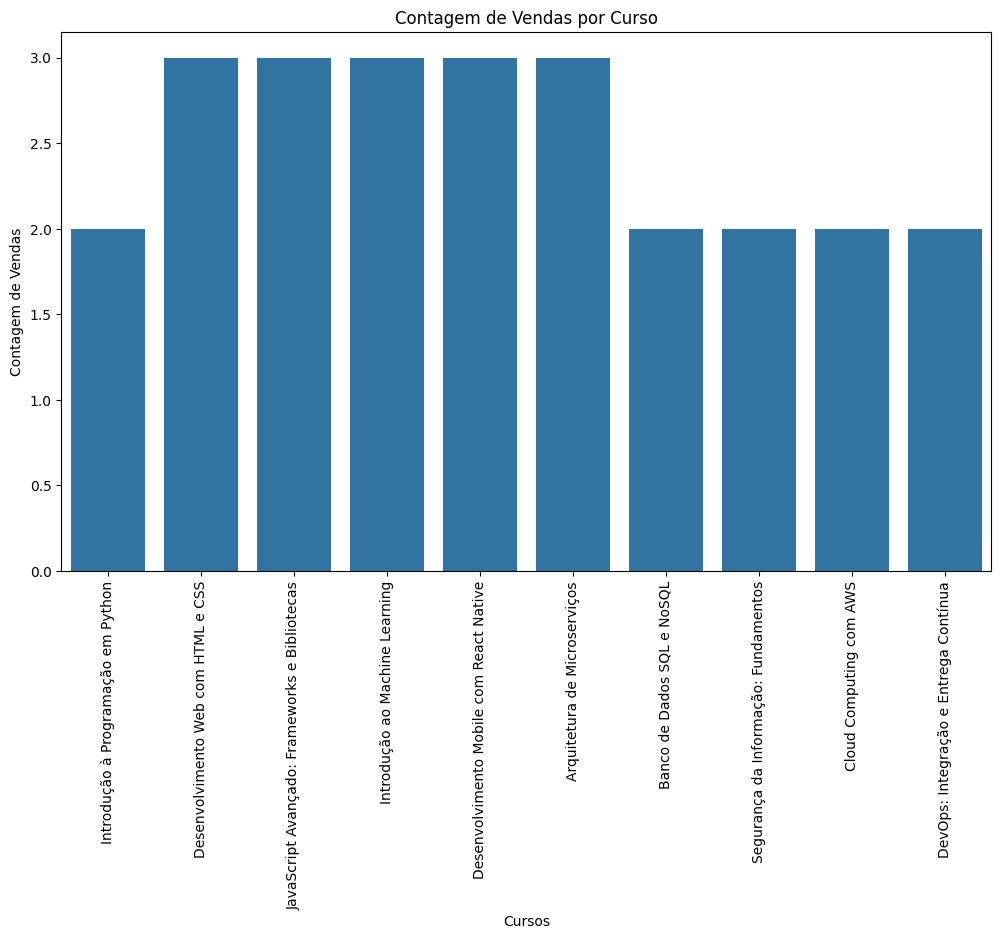 Contagem de Vendas por Curso
Contagem de Vendas
3.0
2.5
2.0
1.5
1.0
0.5
0.0
Introdução à Programação em Python
Desenvolvimento Web com HTML e CSS
JavaScript Avançado: Frameworks e Bibliotecas
Introdução ao Machine Learning
Desenvolvimento Mobile com React Native
Arquitetura de Microserviços
Banco de Dados SQL e NoSQL
Segurança da Informação: Fundamentos
Cloud Computing com AWS
DevOps: Integração e Entrega Contínua
Cursos